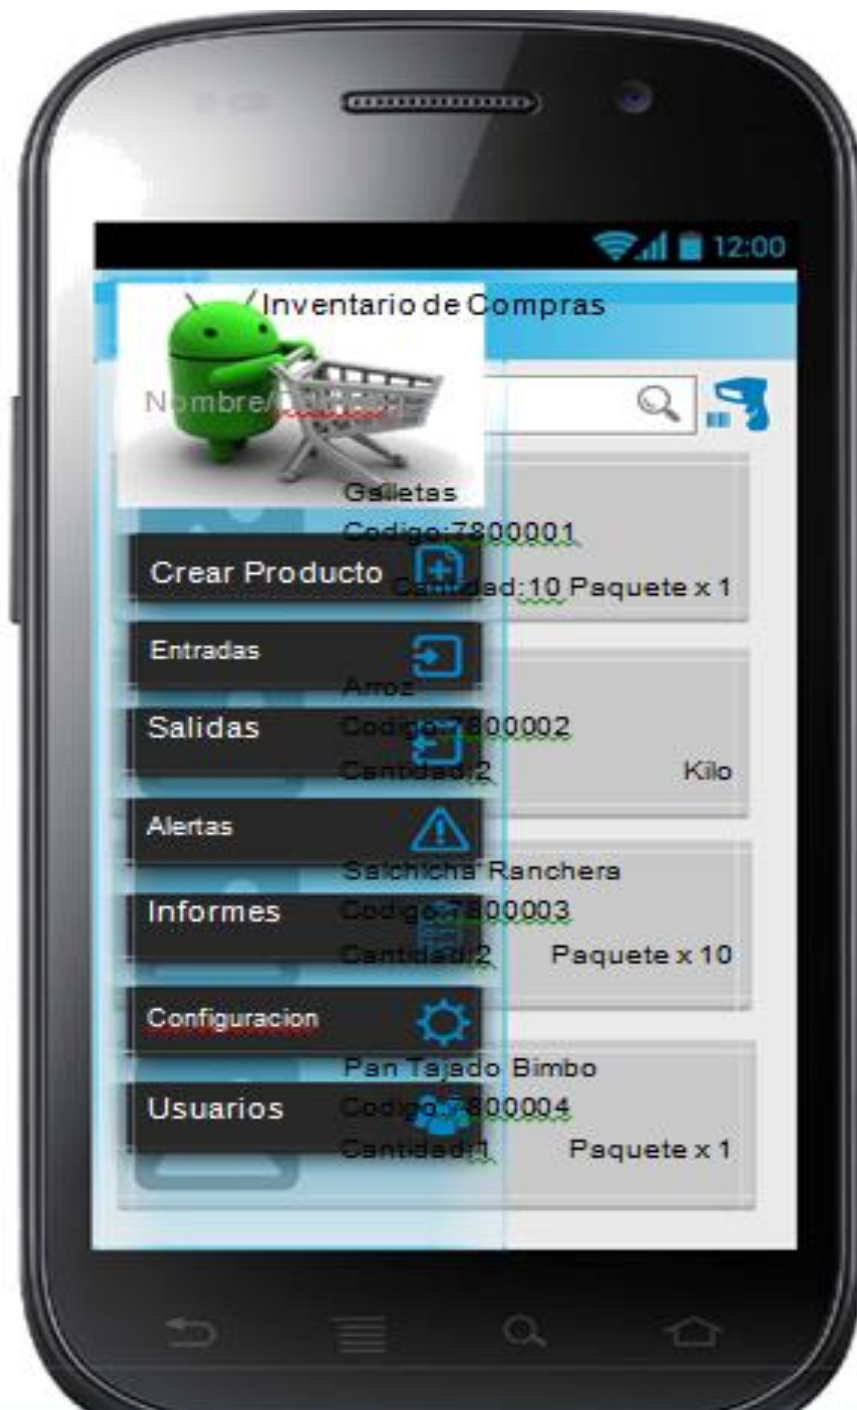 12:00
Inventario de Compras
Nombre/
Galletas
Codigo:7800001
Crear Producto
Cantidad:10 Paquete x 1
Entradas
Arroz
Salidas
Codigo:7800002
Cantidad:2 Kilo
Alertas
Salchicha Ranchera
Informes
Codigo:7800003
Cantidad:2 Paquete x 10
Configuracion
Pan Tajado Bimbo
Usuarios
Codigo:7800004
Cantidad:1 Paquete x 1